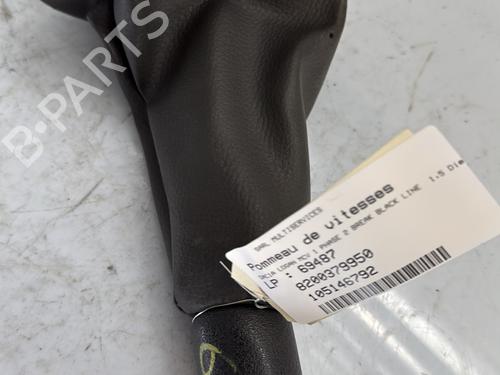 B-PARTS
SARL MULTISERVICES
Pommeau de vitesses
DACIA LOGAN MCV 1 PHASE 2 BREAK BLACK LINE 1.5 Die
LP : 69487
8200379950
105146792